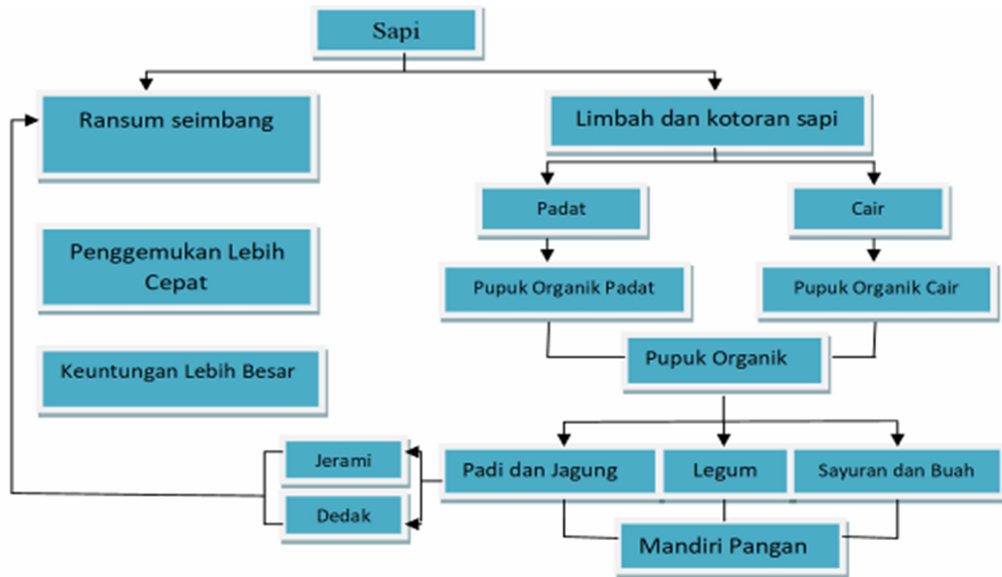 Sapi
Ransum seimbang
Limbah dan kotoran sapi
Padat
Cair
Penggemukan Lebih
Cepat
Pupuk Organik Padat
Pupuk Organik Cair
Keuntungan Lebih Besar
Pupuk Organik
Jerami
Padi dan Jagung
Legum
Sayuran dan Buah
Dedak
Mandiri Pangan